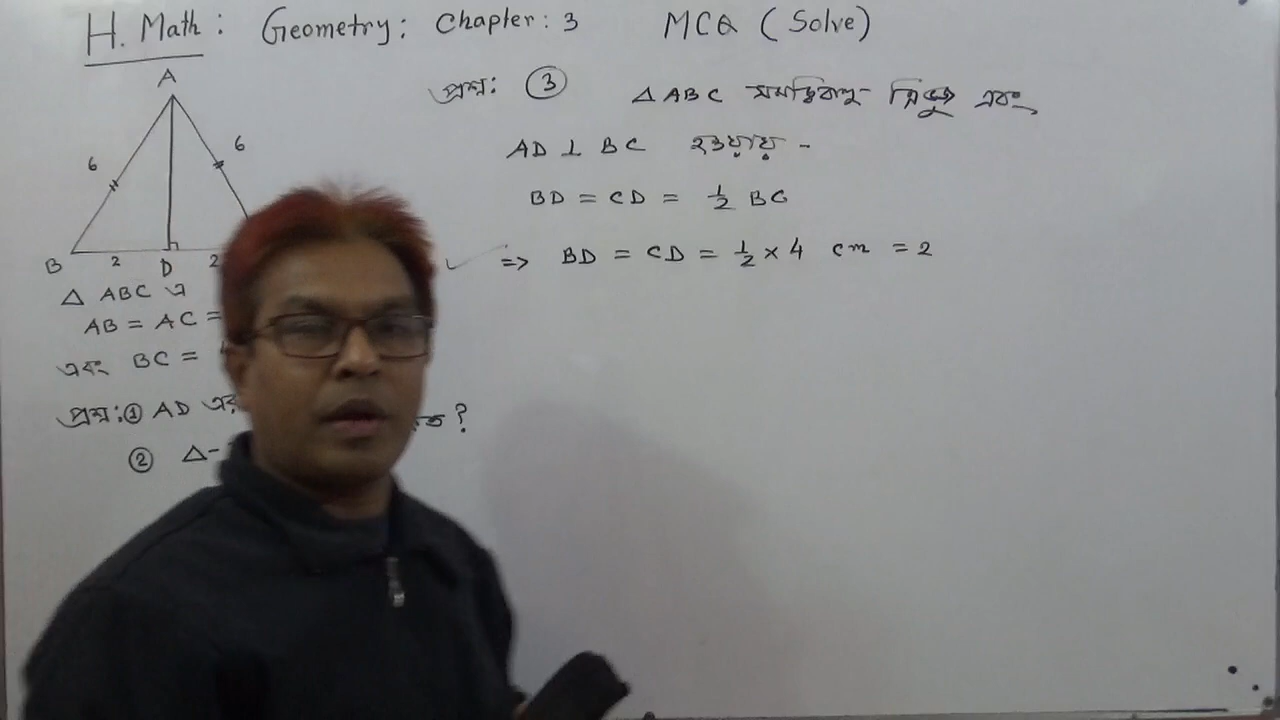 H. Math : Geometry : Chapter : 3 MCQ (Solve)
A
6
6
B
2
D
2
△ ABC এ
AB = AC =
এবং BC =
প্রশ্ন: ① AD এর
?
② △-
প্রশ্ন: ③ △ ABC সমদ্বিবাহু ত্রিভুজ এবং
AD ⊥ BC হওয়ায় -
BD = CD = 1/2 BC
=> BD = CD = 1/2 × 4 cm = 2